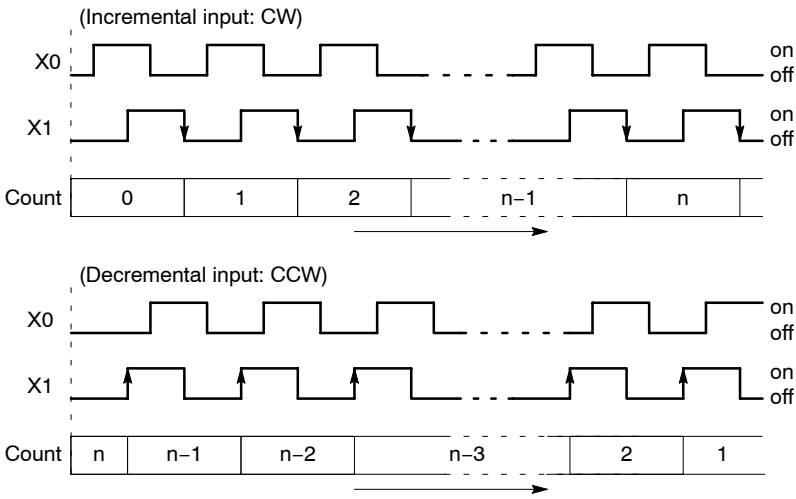 (Incremental input: CW)
X0 on
off
X1 on
off
Count 0 1 2 n−1 n
(Decremental input: CCW)
X0 on
off
X1 on
off
Count n n−1 n−2 n−3 2 1